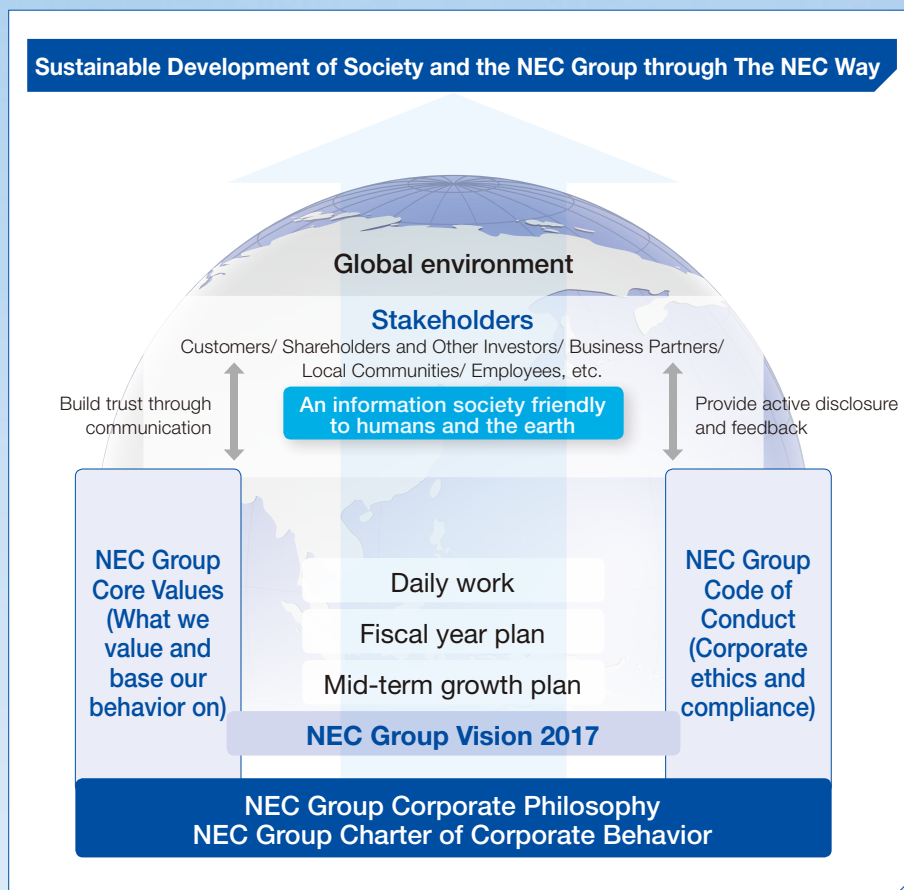 Sustainable Development of Society and the NEC Group through The NEC Way
Global environment
Stakeholders
Customers/ Shareholders and Other Investors/ Business Partners/
Local Communities/ Employees, etc.
Build trust through
communication
An information society friendly
to humans and the earth
Provide active disclosure
and feedback
NEC Group
Core Values
(What we
value and
base our
behavior on)
Daily work
Fiscal year plan
Mid-term growth plan
NEC Group Vision 2017
NEC Group
Code of
Conduct
(Corporate
ethics and
compliance)
NEC Group Corporate Philosophy
NEC Group Charter of Corporate Behavior